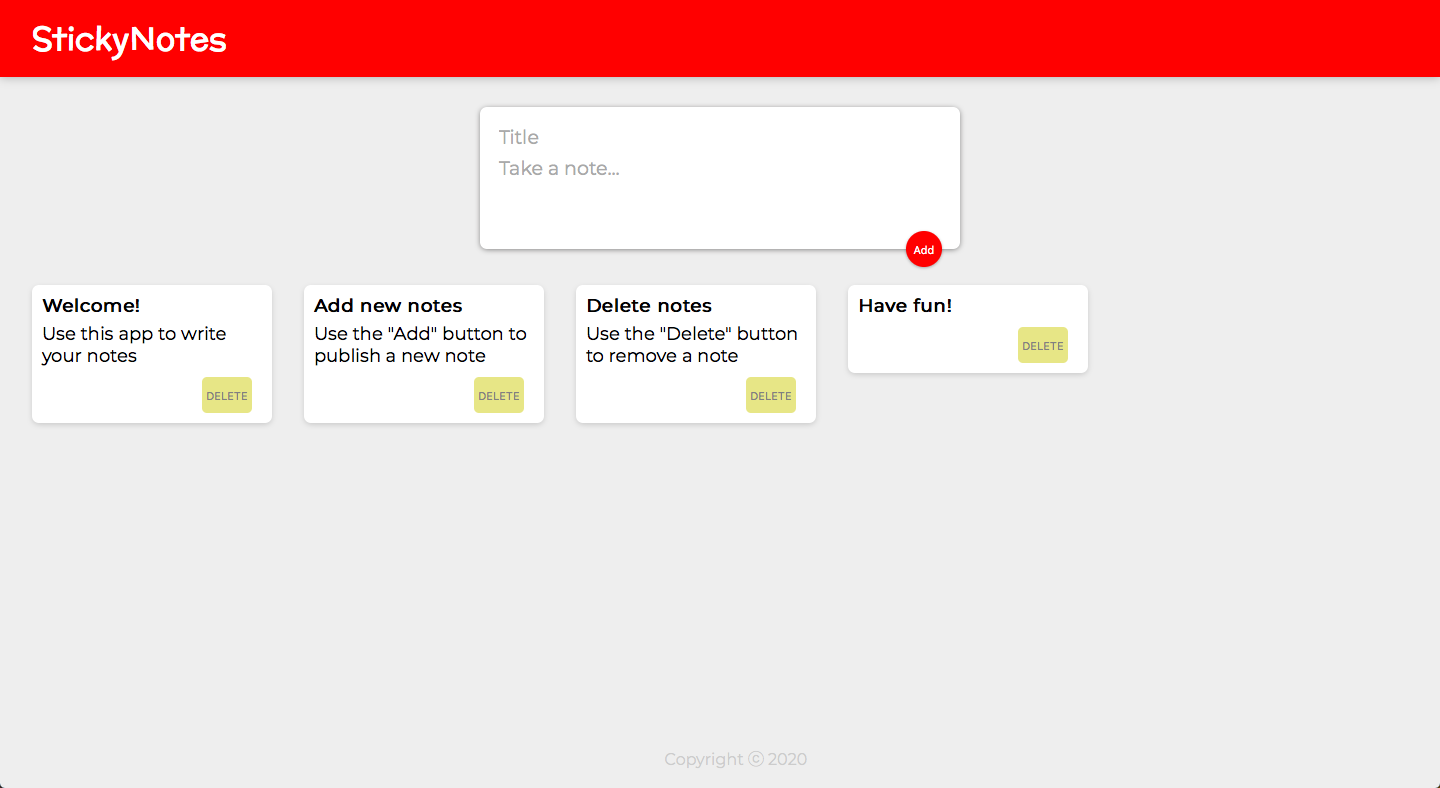 StickyNotes
Title
Take a note...
Add
Welcome!
Use this app to write
your notes
DELETE
Add new notes
Use the "Add" button to
publish a new note
DELETE
Delete notes
Use the "Delete" button
to remove a note
DELETE
Have fun!
DELETE
Copyright ⓒ 2020